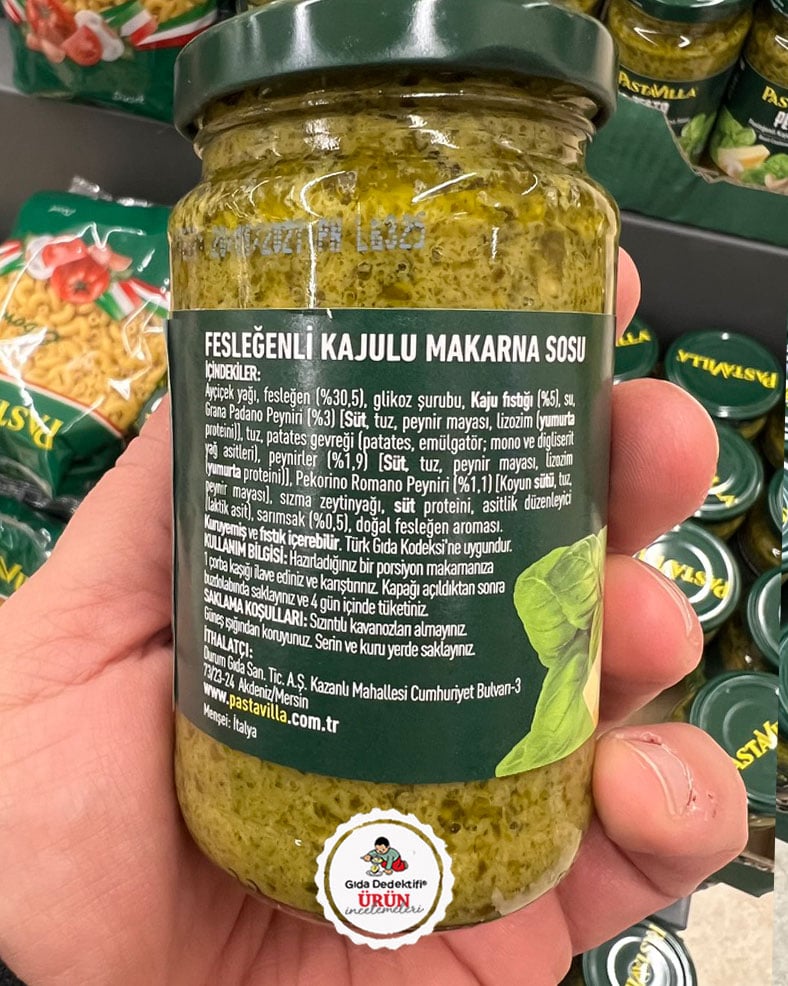 PASTAVILLA
L6325
FESLEĞENLİ KAJULU MAKARNA SOSU
İÇİNDEKİLER:
Ayçiçek yağı, fesleğen (%30,5), glikoz şurubu, Kaju fıstığı (%5), su,
Grana Padano Peyniri (%3) [Süt, tuz, peynir mayası, lizozim (yumurta
proteini)], tuz, patates gevreği (patates, emülgatör; mono ve digliserit
yağ asitleri), peynirler (%1,9) [Süt, tuz, peynir mayası, lizozim
(yumurta proteini)], Pekorino Romano Peyniri (%1,1) [Koyun sütü, tuz,
peynir mayası], sızma zeytinyağı, süt proteini, asitlik düzenleyici
(laktik asit), sarımsak (%0,5), doğal fesleğen aroması.
Kuruyemiş ve fıstık içerebilir. Türk Gıda Kodeksi'ne uygundur.
KULLANIM BİLGİSİ: Hazırladığınız bir porsiyon makarnanıza
1 çorba kaşığı ilave ediniz ve karıştırınız. Kapağı açıldıktan sonra
buzdolabında saklayınız ve 4 gün içinde tüketiniz.
SAKLAMA KOŞULLARI: Sızıntılı kavanozları almayınız.
Güneş ışığından koruyunuz. Serin ve kuru yerde saklayınız.
İTHALATÇI:
Durum Gıda San. Tic. A.Ş. Kazanlı Mahallesi Cumhuriyet Bulvarı-3
73/23-24 Akdeniz/Mersin
www.pastavilla.com.tr
Menşei: İtalya
PASTAVILLA
Gıda Dedektifi®
ÜRÜN
incelemeleri